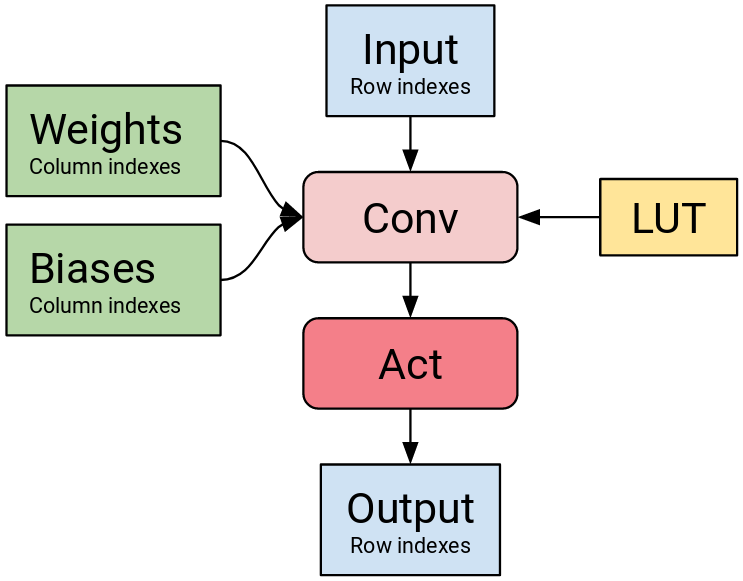 Input
Row indexes
Weights
Column indexes
Conv
LUT
Biases
Column indexes
Act
Output
Row indexes